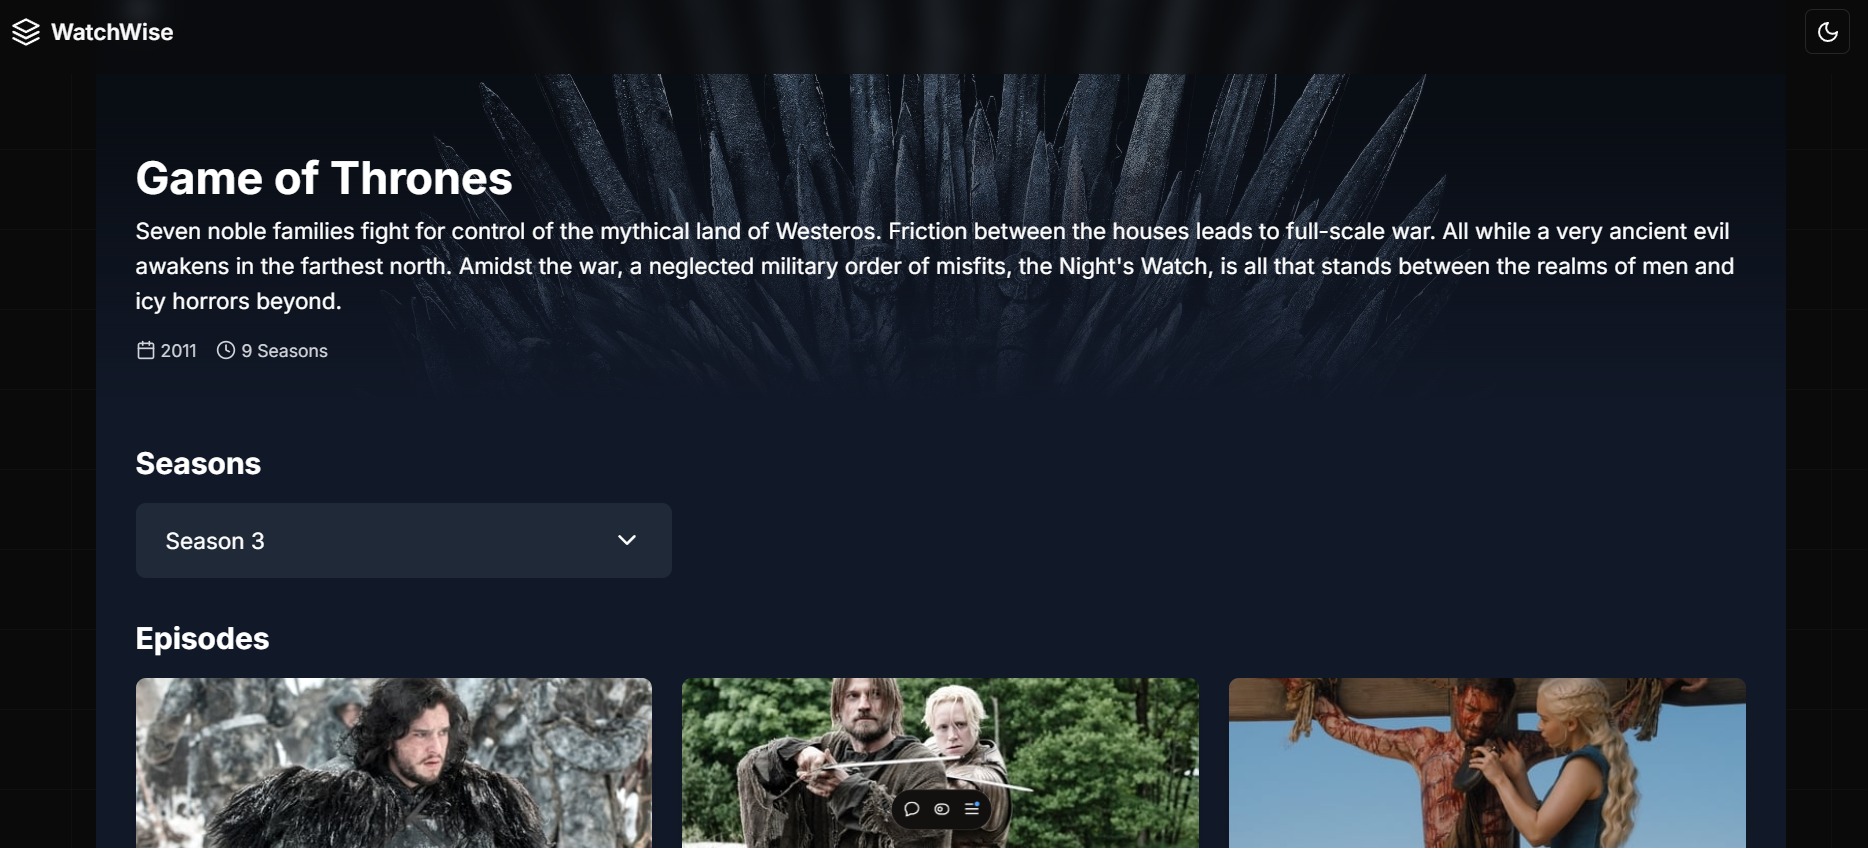 WatchWise
Game of Thrones
Seven noble families fight for control of the mythical land of Westeros. Friction between the houses leads to full-scale war. All while a very ancient evil
awakens in the farthest north. Amidst the war, a neglected military order of misfits, the Night's Watch, is all that stands between the realms of men and
icy horrors beyond.
2011 9 Seasons
Seasons
Season 3
Episodes